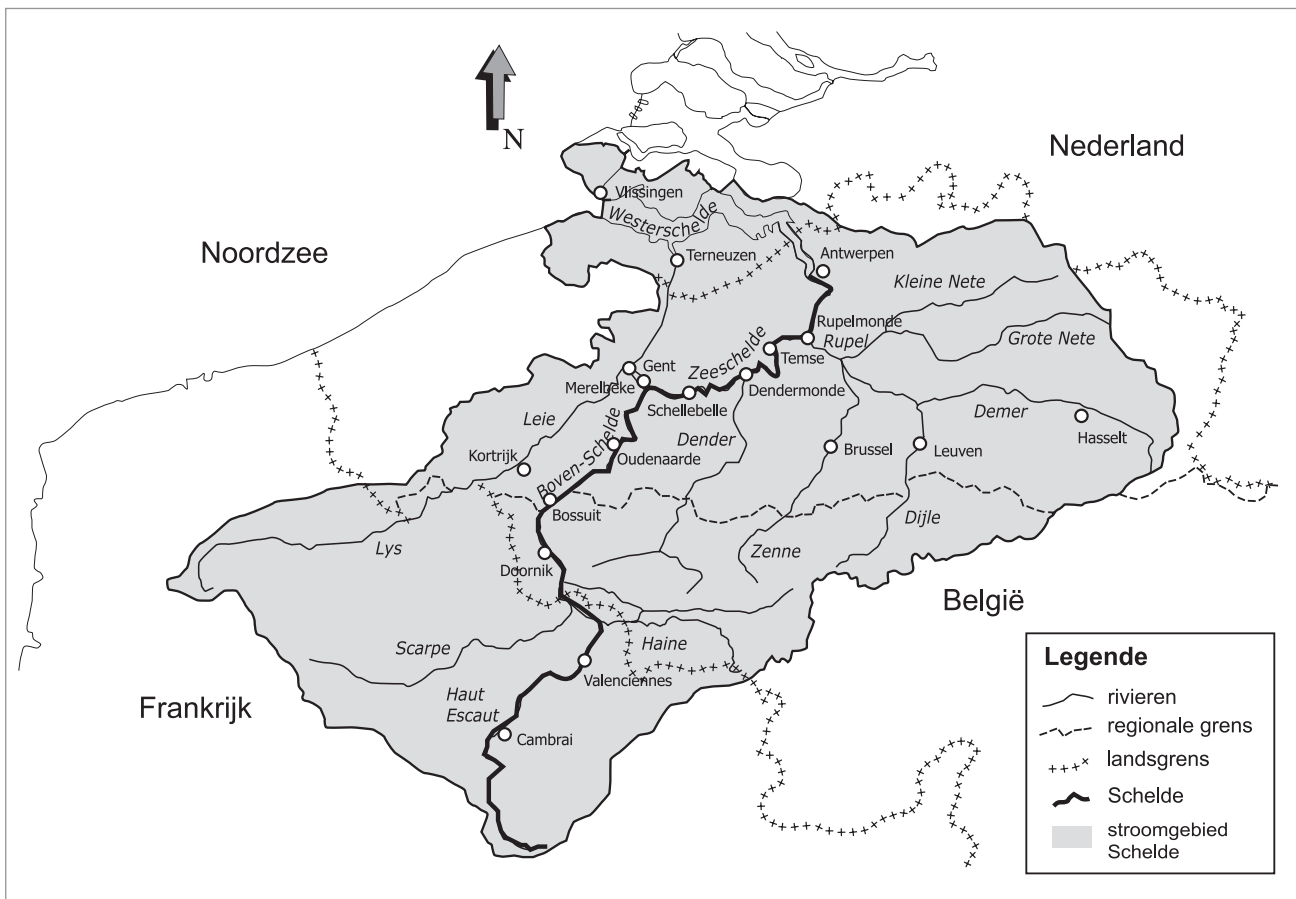 N
Nederland
Vlissingen
Westerschelde
Noordzee
Terneuzen
Antwerpen
Kleine Nete
Rupelmonde
Rupel
Grote Nete
Zeeschelde
Temse
Gent
Merelbeke
Dendermonde
Schellebelle
Leie
Demer
Hasselt
Dender
Boven-Schelde
Kortrijk
Oudenaarde
Brussel
Leuven
Bossuit
Dijle
Lys
Zenne
Doornik
België
Scarpe
Haine
Valenciennes
Frankrijk
Haut
Escaut
Cambrai
Legende
rivieren
regionale grens
landsgrens
Schelde
stroomgebied
Schelde